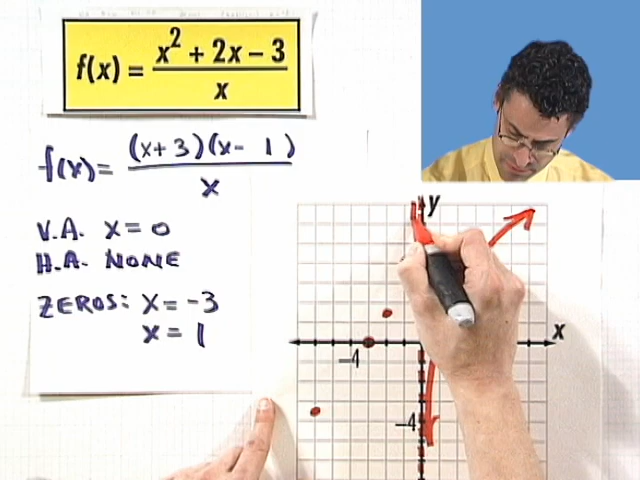 f(x) = x² + 2x – 3 / x
f(x) = (x + 3)(x – 1) / x
V.A. x = 0
H.A. NONE
ZEROS: x = –3
x = 1
y
x
–4
–4